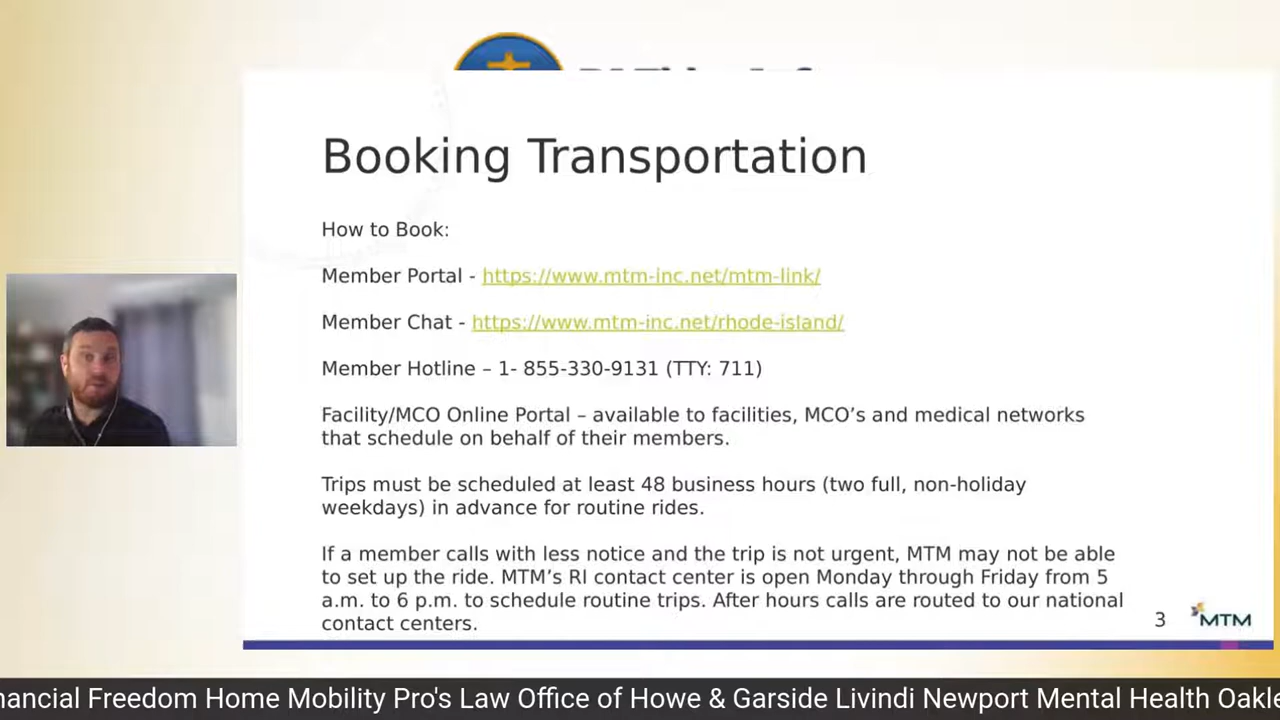 Booking Transportation
How to Book:
Member Portal - https://www.mtm-inc.net/mtm-link/
Member Chat - https://www.mtm-inc.net/rhode-island/
Member Hotline – 1- 855-330-9131 (TTY: 711)
Facility/MCO Online Portal – available to facilities, MCO’s and medical networks
that schedule on behalf of their members.
Trips must be scheduled at least 48 business hours (two full, non-holiday
weekdays) in advance for routine rides.
If a member calls with less notice and the trip is not urgent, MTM may not be able
to set up the ride. MTM’s RI contact center is open Monday through Friday from 5
a.m. to 6 p.m. to schedule routine trips. After hours calls are routed to our national
contact centers.
3
MTM
Freedom Home Mobility Pro's Law Office of Howe & Garside Livindi Newport Mental Health